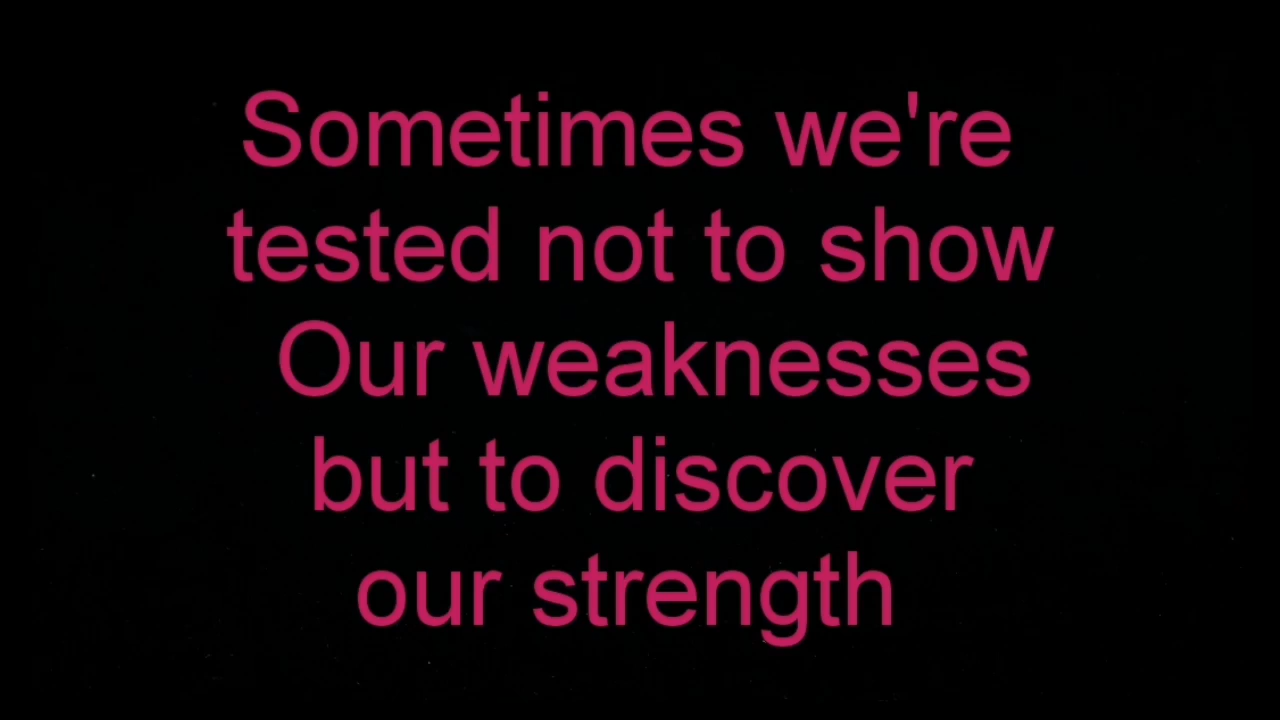 Sometimes we're
tested not to show
Our weaknesses
but to discover
our strength